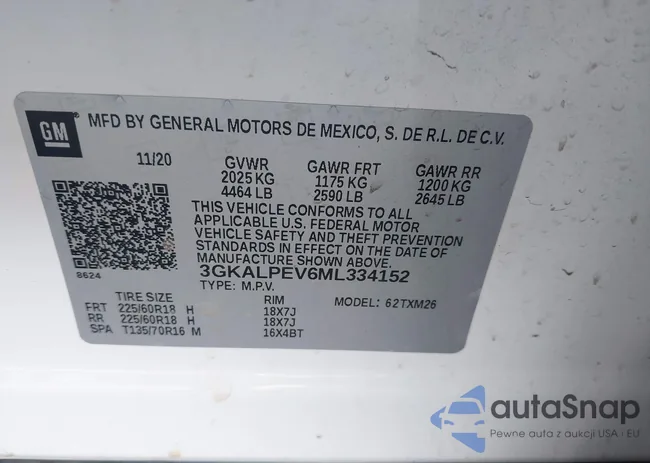 GM
MFD BY GENERAL MOTORS DE MEXICO, S. DE R.L. DE C.V.
11/20 GVWR GAWR FRT GAWR RR
2025 KG 1175 KG 1200 KG
4464 LB 2590 LB 2645 LB
THIS VEHICLE CONFORMS TO ALL
APPLICABLE U.S. FEDERAL MOTOR
VEHICLE SAFETY AND THEFT PREVENTION
STANDARDS IN EFFECT ON THE DATE OF
MANUFACTURE SHOWN ABOVE.
8624
3GKALPEV6ML334152
TYPE: M.P.V.
MODEL: 62TXM26
TIRE SIZE RIM
FRT 225/60R18 H 18X7J
RR 225/60R18 H 18X7J
SPA T135/70R16 M 16X4BT
autaSnap
Pewne auta z aukcji USA i EU